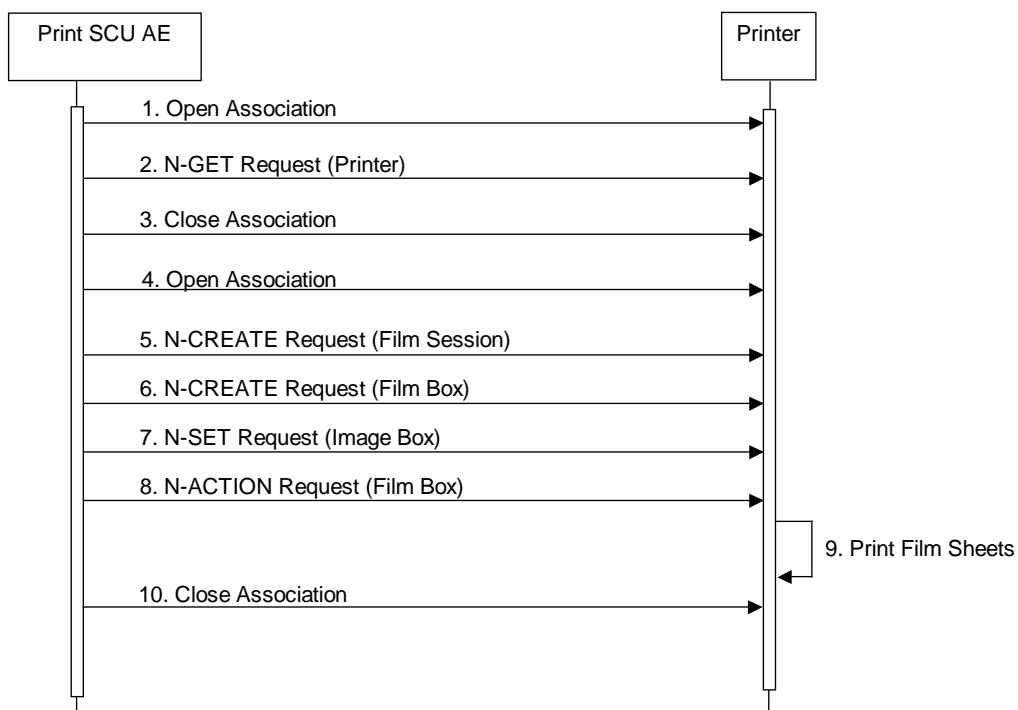 Print SCU AE
Printer
1. Open Association
2. N-GET Request (Printer)
3. Close Association
4. Open Association
5. N-CREATE Request (Film Session)
6. N-CREATE Request (Film Box)
7. N-SET Request (Image Box)
8. N-ACTION Request (Film Box)
9. Print Film Sheets
10. Close Association